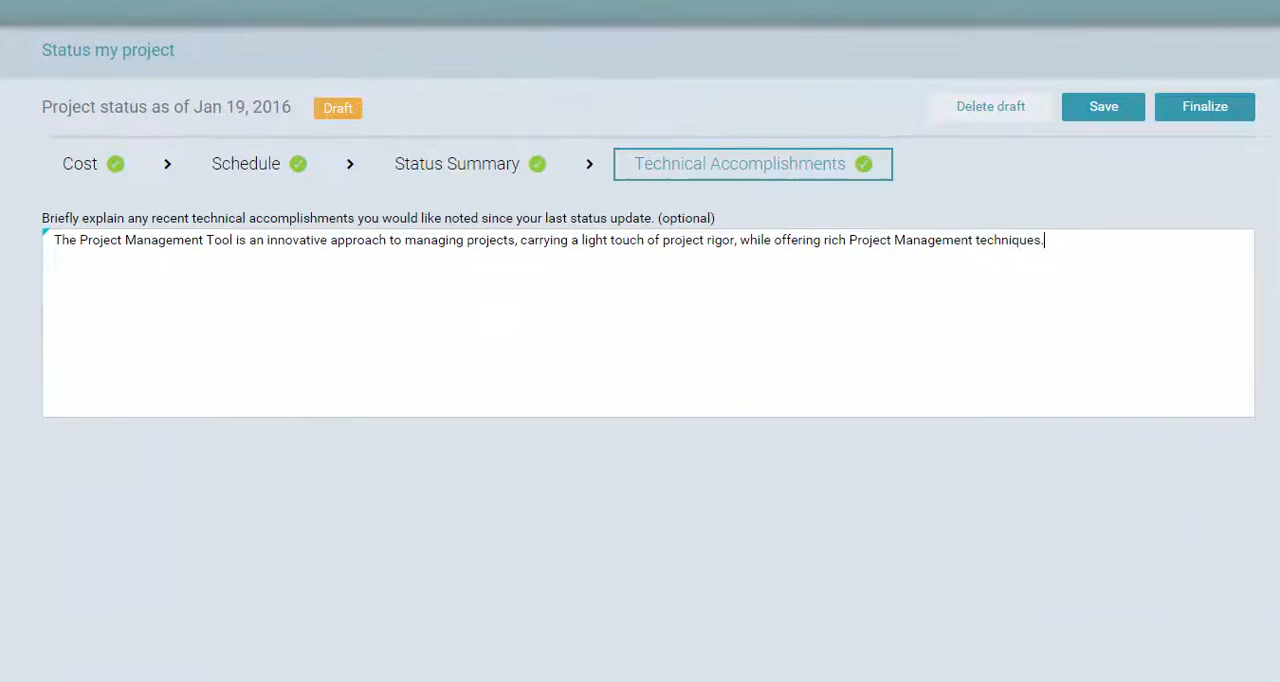 Status my project
Project status as of Jan 19, 2016 Draft Delete draft Save Finalize
Cost Schedule Status Summary Technical Accomplishments
Briefly explain any recent technical accomplishments you would like noted since your last status update. (optional)
The Project Management Tool is an innovative approach to managing projects, carrying a light touch of project rigor, while offering rich Project Management techniques.